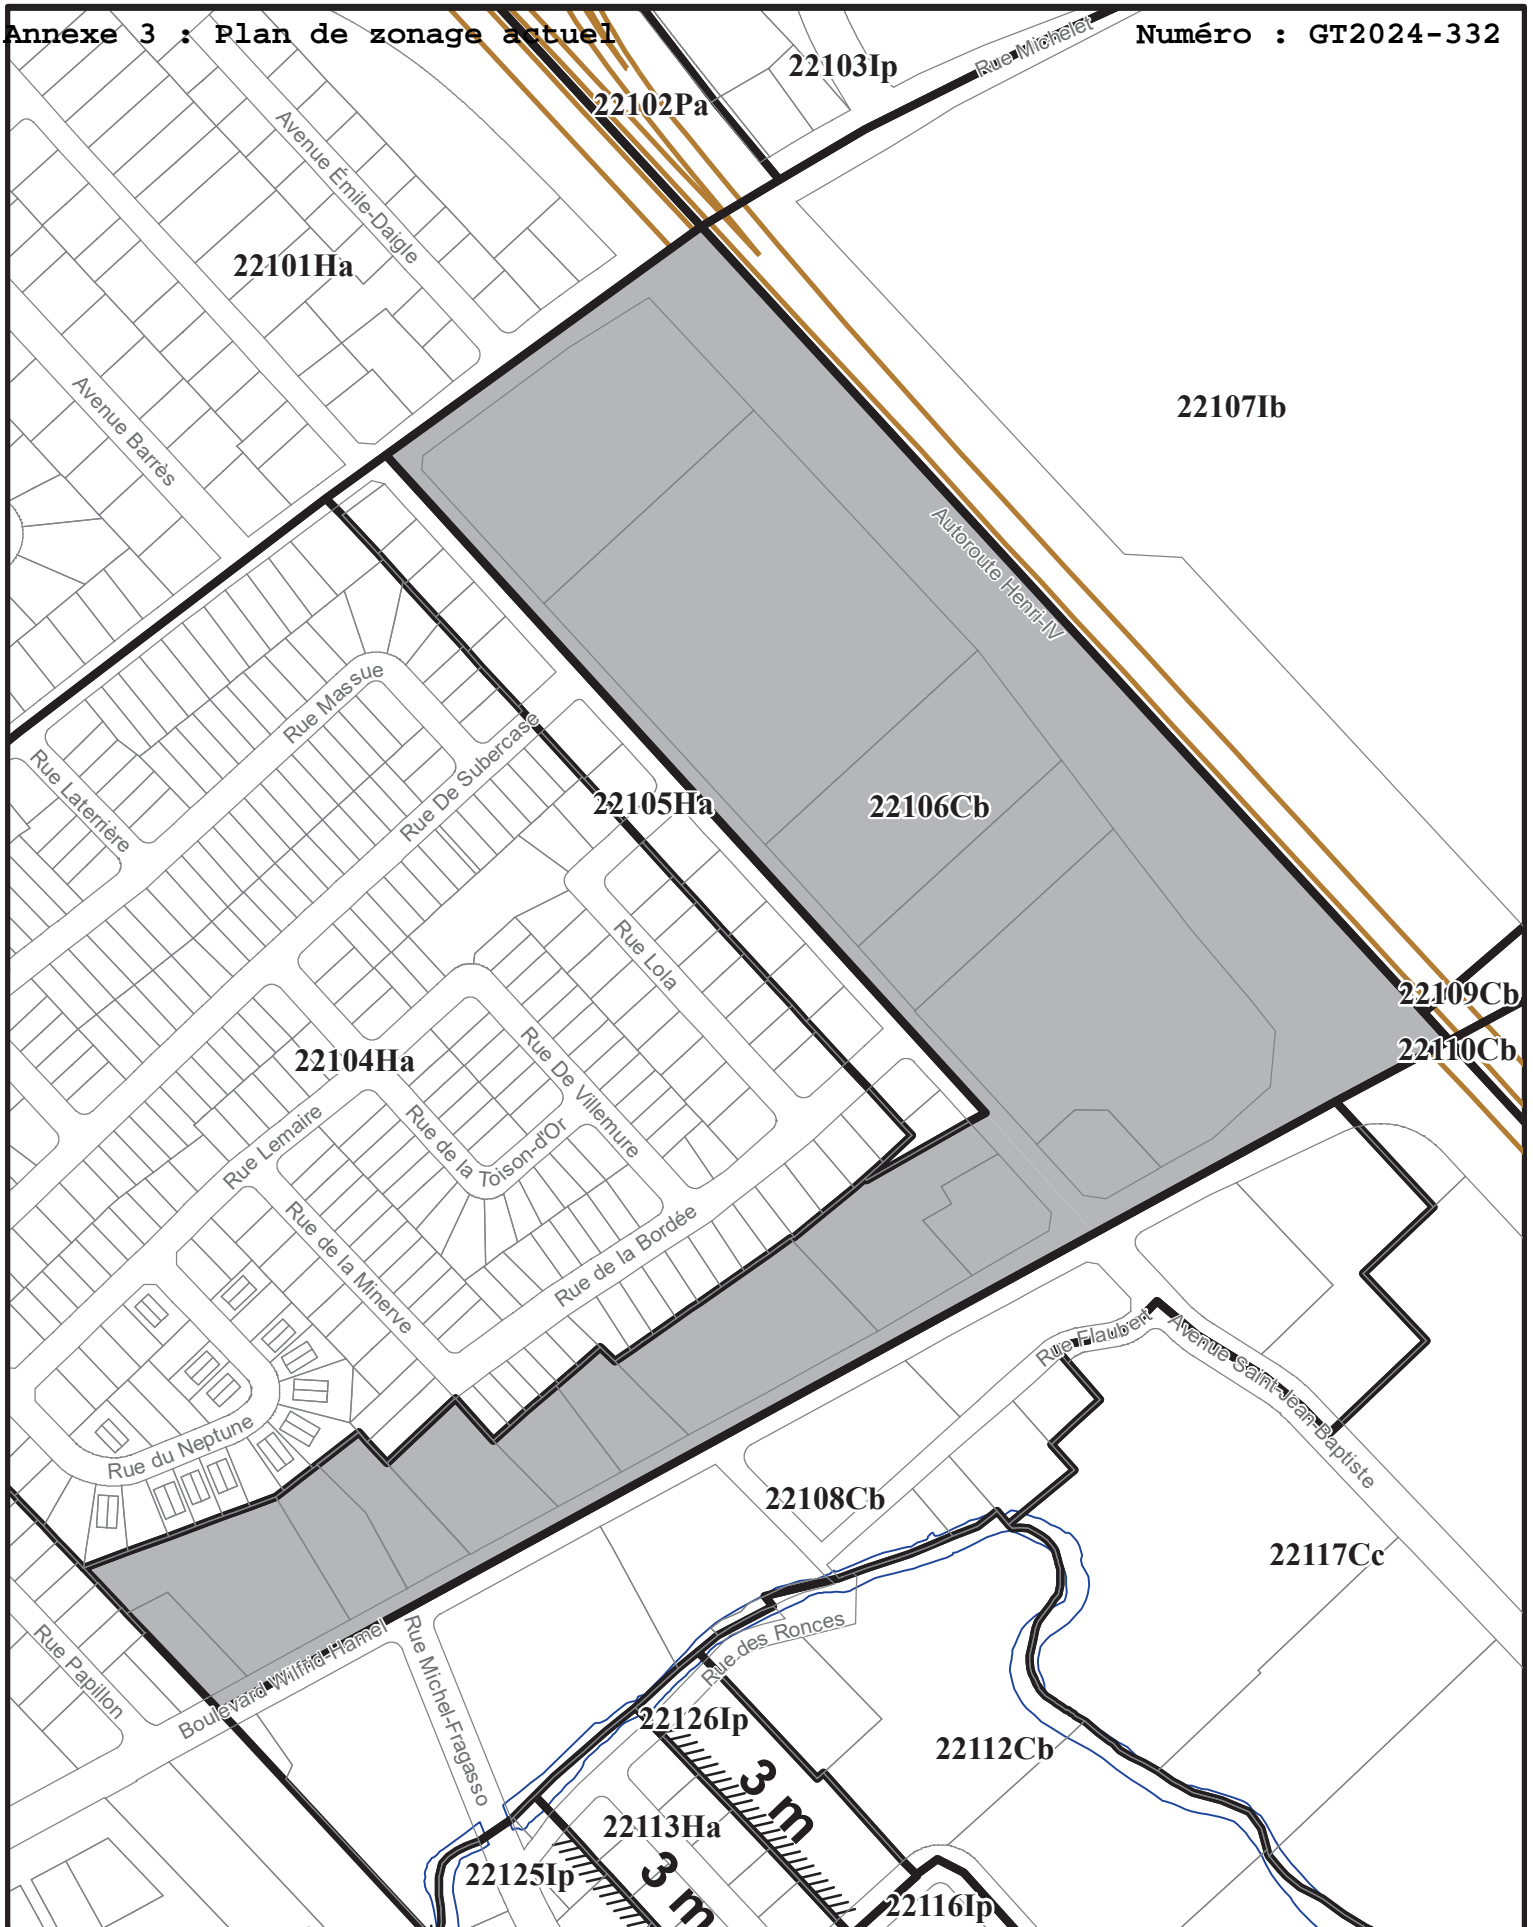 Annexe 3 : Plan de zonage actuel
Numéro : GT2024-332
Rue Michelet
22103Ip
22102Pa
Avenue Émile-Daigle
22101Ha
Avenue Barrès
22107Ib
Autoroute Henri-IV
Rue Massue
Rue De Subercase
Rue Laterrière
22105Ha
22106Cb
Rue Lola
22109Cb
22110Cb
22104Ha
Rue De Villemure
Rue Lemaire
Rue de la Toison-d'Or
Rue de la Minerve
Rue de la Bordée
Rue Flaubert
Avenue Saint-Jean-Baptiste
Rue du Neptune
22108Cb
22117Cc
Rue Papillon
Boulevard Wilfrid-Hamel
Rue Michel-Fragasso
Rue des Ronces
22126Ip
22112Cb
3 m
22113Ha
3 m
22125Ip
22116Ip